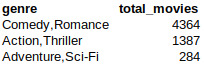 genre total_movies
Comedy,Romance 4364
Action,Thriller 1387
Adventure,Sci-Fi 284